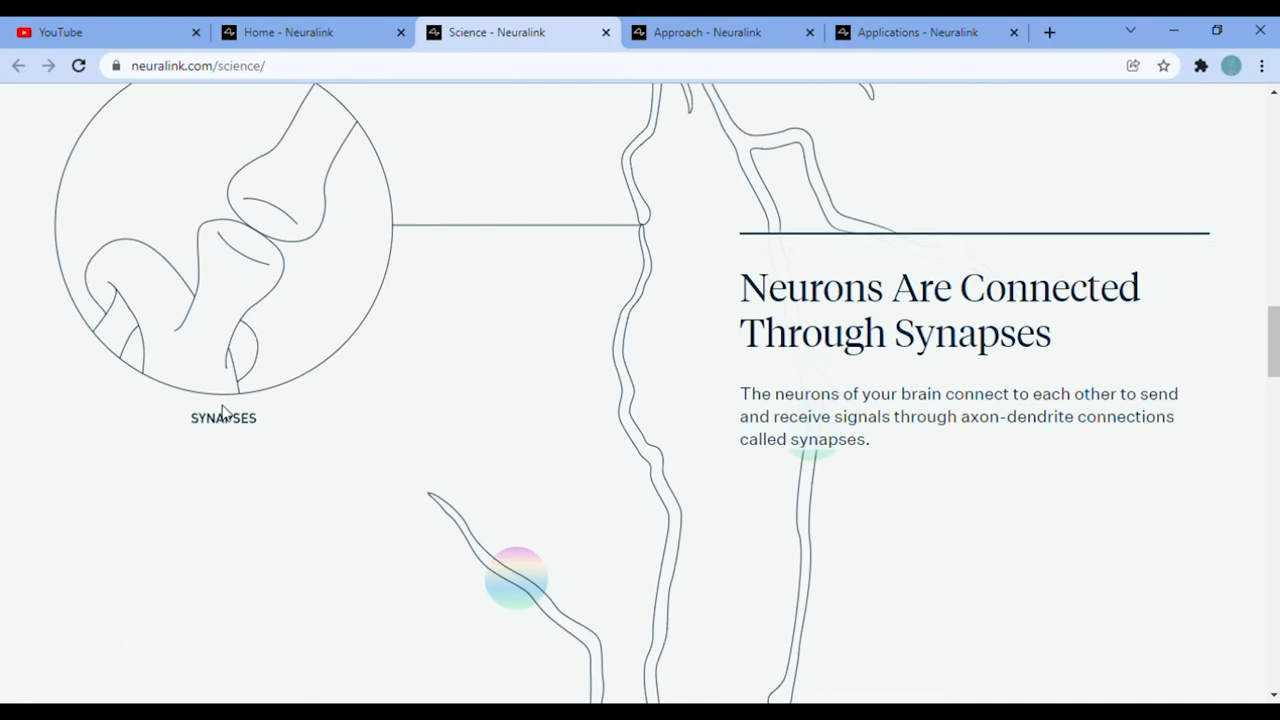 YouTube
Home - Neuralink
Science - Neuralink
Approach - Neuralink
Applications - Neuralink
neuralink.com/science/
Neurons Are Connected
Through Synapses
The neurons of your brain connect to each other to send
and receive signals through axon-dendrite connections
called synapses.
SYNAPSES